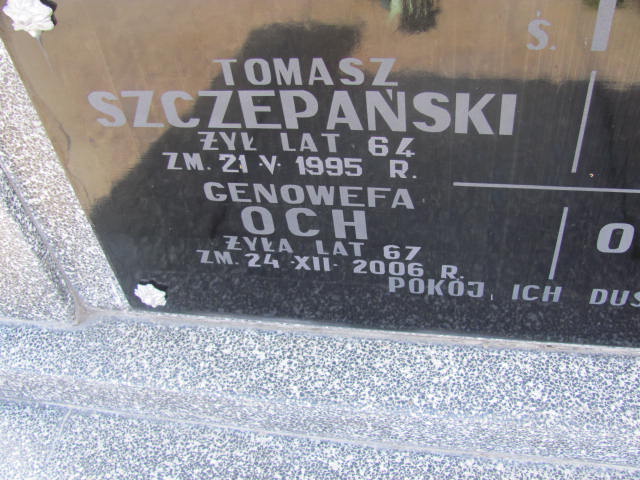 Ś.
TOMASZ
SZCZEPAŃSKI
ŻYŁ LAT 64
ZM. 21 V 1995 R.
GENOWEFA
OCH
ŻYŁA LAT 67
ZM. 24 XII 2006 R.
O
POKÓJ ICH DUS